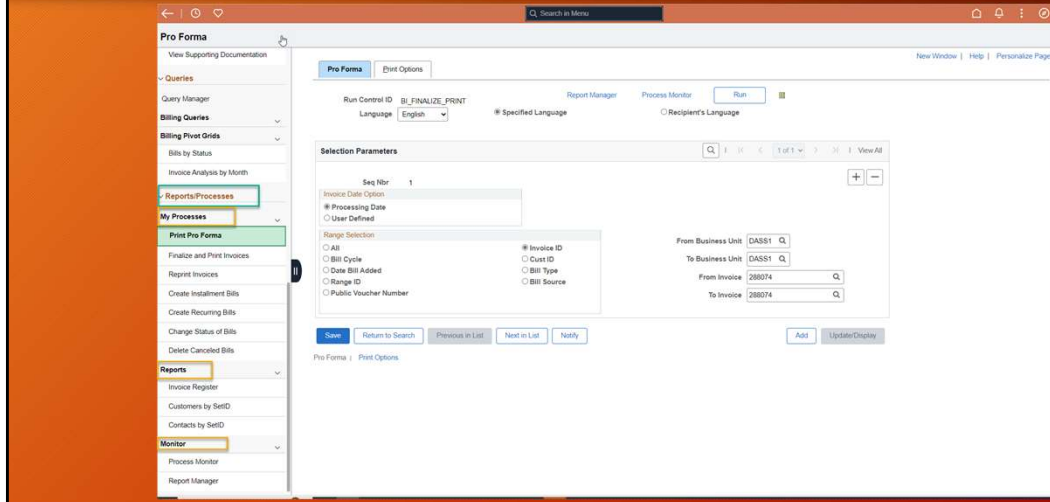 Search in Menu
Pro Forma
View Supporting Documentation
Queries
Query Manager
Billing Queries
Billing Pivot Grids
Bills by Status
Invoice Analysis by Month
Reports/Processes
My Processes
Print Pro Forma
Finalize and Print Invoices
Reprint Invoices
Create Installment Bills
Create Recurring Bills
Change Status of Bills
Delete Canceled Bills
Reports
Invoice Register
Customers by SetID
Contacts by SetID
Monitor
Process Monitor
Report Manager
New Window | Help | Personalize Page
Pro Forma Print Options
Run Control ID BI_FINALIZE_PRINT Report Manager Process Monitor Run
Language English Specified Language Recipient's Language
Selection Parameters 1 of 1 View All
Seq Nbr 1
Invoice Date Option
Processing Date
User Defined
Range Selection
All Invoice ID
Bill Cycle Cust ID
Date Bill Added Bill Type
Range ID Bill Source
Public Voucher Number
From Business Unit DASS1
To Business Unit DASS1
From Invoice 288074
To Invoice 288074
Save Return to Search Previous in List Next in List Notify Add Update/Display
Pro Forma | Print Options